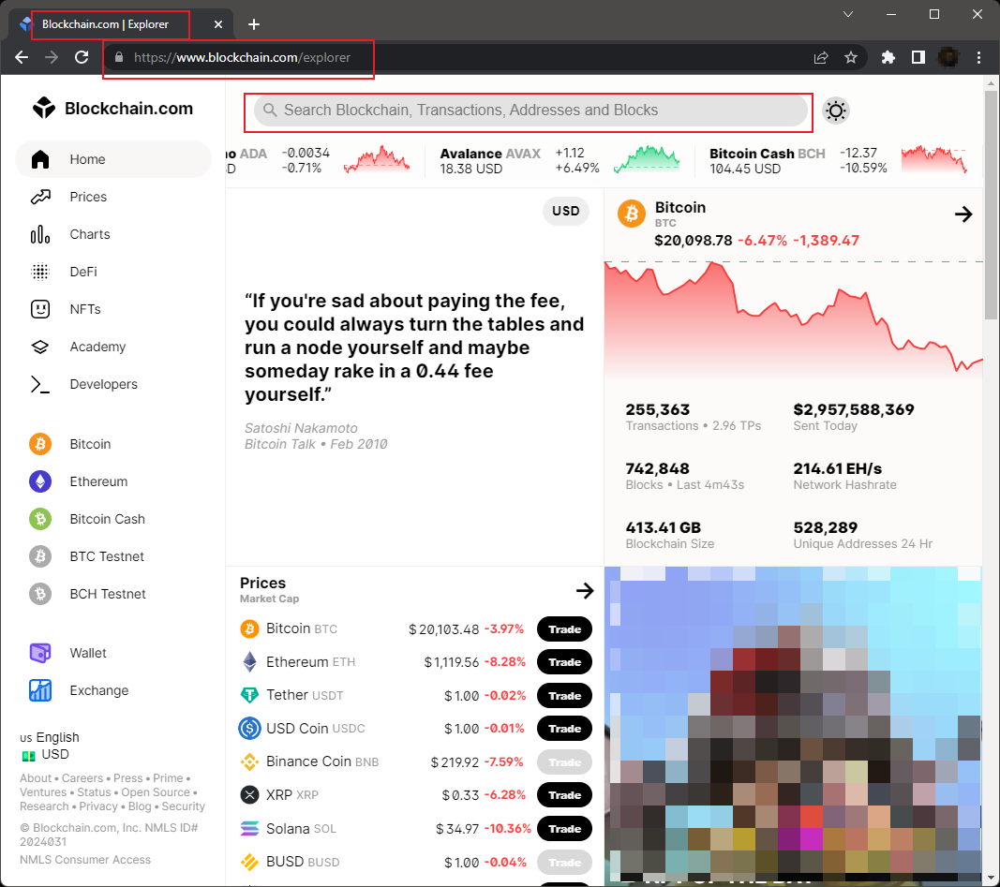 Blockchain.com | Explorer
https://www.blockchain.com/explorer
Blockchain.com
Search Blockchain, Transactions, Addresses and Blocks
Home
Prices
Charts
DeFi
NFTs
Academy
Developers
Bitcoin
Ethereum
Bitcoin Cash
BTC Testnet
BCH Testnet
Wallet
Exchange
US English
USD
About • Careers • Press • Prime •
Ventures • Status • Open Source •
Research • Privacy • Blog • Security
© Blockchain.com, Inc. NMLS ID#
2024031
NMLS Consumer Access
ADA -0.0034
-0.71%
Avalance AVAX +1.12
18.38 USD +6.49%
Bitcoin Cash BCH -12.37
104.45 USD -10.59%
USD
“If you're sad about paying the fee,
you could always turn the tables and
run a node yourself and maybe
someday rake in a 0.44 fee
yourself.”
Satoshi Nakamoto
Bitcoin Talk • Feb 2010
Bitcoin
BTC
$20,098.78 -6.47% -1,389.47
255,363 $2,957,588,369
Transactions • 2.96 TPs Sent Today
742,848 214.61 EH/s
Blocks • Last 4m43s Network Hashrate
413.41 GB 528,289
Blockchain Size Unique Addresses 24 Hr
Prices
Market Cap
Bitcoin BTC $20,103.48 -3.97% Trade
Ethereum ETH $1,119.56 -8.28% Trade
Tether USDT $1.00 -0.02% Trade
USD Coin USDC $1.00 -0.01% Trade
Binance Coin BNB $219.92 -7.59% Trade
XRP XRP $0.33 -6.28% Trade
Solana SOL $34.97 -10.36% Trade
BUSD BUSD $1.00 -0.04% Trade